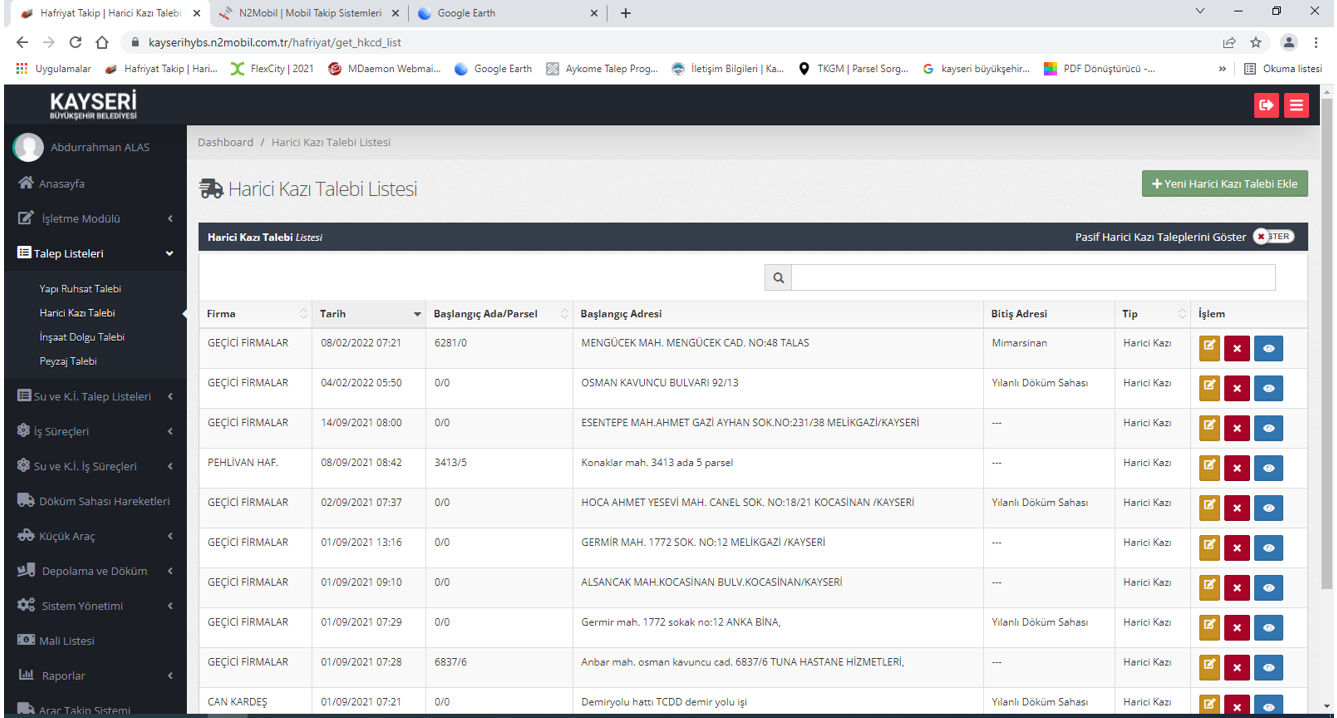 Hafriyat Takip | Harici Kazı Talebi
N2Mobil | Mobil Takip Sistemleri
Google Earth
kayserihybs.n2mobil.com.tr/hafriyat/get_hkcd_list
Uygulamalar Hafriyat Takip | Hari... FlexCity | 2021 MDaemon Webmai... Google Earth Aykome Talep Prog... İletişim Bilgileri | Ka... TKGM | Parsel Sorg... kayseri büyükşehir... PDF Dönüştürücü -... » Okuma listesi
KAYSERİ
BÜYÜKŞEHİR BELEDİYESİ
Abdurrahman ALAS
Anasayfa
İşletme Modülü
Talep Listeleri
Yapı Ruhsat Talebi
Harici Kazı Talebi
İnşaat Dolgu Talebi
Peyzaj Talebi
Su ve K.İ. Talep Listeleri
İş Süreçleri
Su ve K.İ. İş Süreçleri
Döküm Sahası Hareketleri
Küçük Araç
Depolama ve Döküm
Sistem Yönetimi
Mali Listesi
Raporlar
Araç Takip Sistemi
Dashboard / Harici Kazı Talebi Listesi
Harici Kazı Talebi Listesi
+ Yeni Harici Kazı Talebi Ekle
Harici Kazı Talebi Listesi
Pasif Harici Kazı Taleplerini Göster
Firma Tarih Başlangıç Ada/Parsel Başlangıç Adresi Bitiş Adresi Tip İşlem
GEÇİCİ FİRMALAR 08/02/2022 07:21 6281/0 MENGÜCEK MAH. MENGÜCEK CAD. NO:48 TALAS Mimarsinan Harici Kazı
GEÇİCİ FİRMALAR 04/02/2022 05:50 0/0 OSMAN KAVUNCU BULVARI 92/13 Yılanlı Döküm Sahası Harici Kazı
GEÇİCİ FİRMALAR 14/09/2021 08:00 0/0 ESENTEPE MAH.AHMET GAZİ AYHAN SOK.NO:231/38 MELİKGAZİ/KAYSERİ --- Harici Kazı
PEHLİVAN HAF. 08/09/2021 08:42 3413/5 Konaklar mah. 3413 ada 5 parsel --- Harici Kazı
GEÇİCİ FİRMALAR 02/09/2021 07:37 0/0 HOCA AHMET YESEVİ MAH. CANEL SOK. NO:18/21 KOCASİNAN /KAYSERİ Yılanlı Döküm Sahası Harici Kazı
GEÇİCİ FİRMALAR 01/09/2021 13:16 0/0 GERMİR MAH. 1772 SOK. NO:12 MELİKGAZİ /KAYSERİ --- Harici Kazı
GEÇİCİ FİRMALAR 01/09/2021 09:10 0/0 ALSANCAK MAH.KOCASİNAN BULV.KOCASİNAN/KAYSERİ --- Harici Kazı
GEÇİCİ FİRMALAR 01/09/2021 07:29 0/0 Germir mah. 1772 sokak no:12 ANKA BİNA, Yılanlı Döküm Sahası Harici Kazı
GEÇİCİ FİRMALAR 01/09/2021 07:28 6837/6 Anbar mah. osman kavuncu cad. 6837/6 TUNA HASTANE HİZMETLERİ, --- Harici Kazı
CAN KARDEŞ 01/09/2021 07:21 0/0 Demiryolu hattı TCDD demir yolu işi Yılanlı Döküm Sahası Harici Kazı